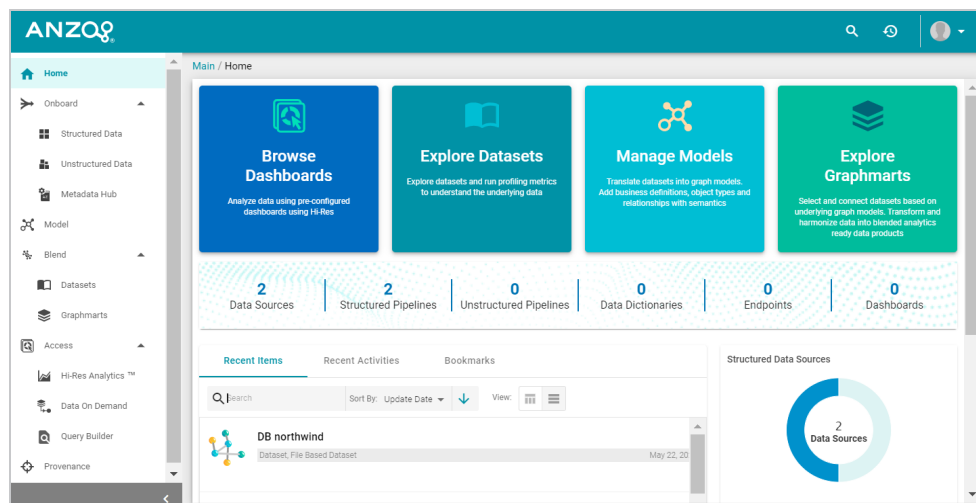 ANZO
Home
Onboard
Structured Data
Unstructured Data
Metadata Hub
Model
Blend
Datasets
Graphmarts
Access
Hi-Res Analytics ™
Data On Demand
Query Builder
Provenance
Main / Home
Browse
Dashboards
Analyze data using pre-configured
dashboards using Hi-Res
Explore Datasets
Explore datasets and run profiling metrics
to understand the underlying data
Manage Models
Translate datasets into graph models.
Add business definitions, object types and
relationships with semantics
Explore
Graphmarts
Select and connect datasets based on
underlying graph models. Transform and
harmonize data into blended analytics
ready data products
2
Data Sources
2
Structured Pipelines
0
Unstructured Pipelines
0
Data Dictionaries
0
Endpoints
0
Dashboards
Recent Items
Recent Activities
Bookmarks
Search
Sort By: Update Date
View:
DB northwind
Dataset, File Based Dataset
May 22, 20
Structured Data Sources
2
Data Sources